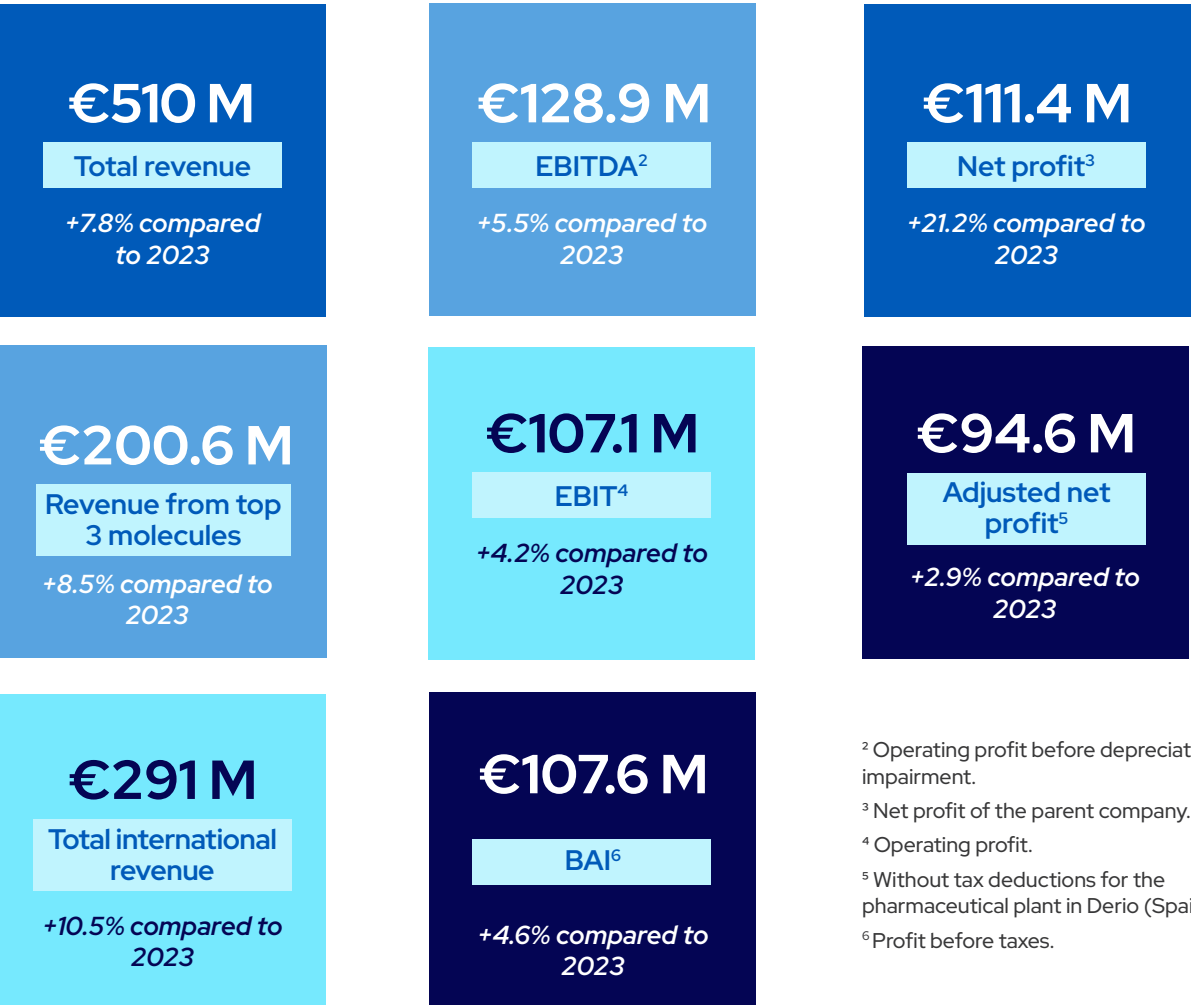 €510 M
Total revenue
+7.8% compared
to 2023
€128.9 M
EBITDA²
+5.5% compared to
2023
€111.4 M
Net profit³
+21.2% compared to
2023
€200.6 M
Revenue from top
3 molecules
+8.5% compared to
2023
€107.1 M
EBIT⁴
+4.2% compared to
2023
€94.6 M
Adjusted net
profit⁵
+2.9% compared to
2023
€291 M
Total international
revenue
+10.5% compared to
2023
€107.6 M
BAI⁶
+4.6% compared to
2023
² Operating profit before depreciat
impairment.
³ Net profit of the parent company.
⁴ Operating profit.
⁵ Without tax deductions for the
pharmaceutical plant in Derio (Spai
⁶ Profit before taxes.